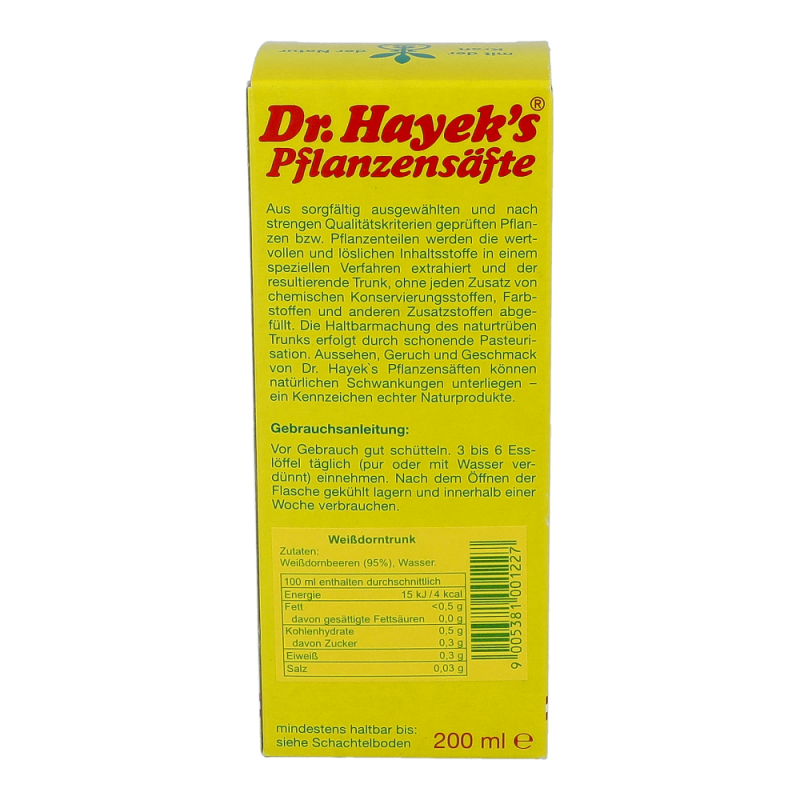 mit der Kraft der Natur
Dr. Hayek's®
Pflanzensäfte
Aus sorgfältig ausgewählten und nach
strengen Qualitätskriterien geprüften Pflan-
zen bzw. Pflanzenteilen werden die wert-
vollen und löslichen Inhaltsstoffe in einem
speziellen Verfahren extrahiert und der
resultierende Trunk, ohne jeden Zusatz von
chemischen Konservierungsstoffen, Farb-
stoffen und anderen Zusatzstoffen abge-
füllt. Die Haltbarmachung des naturtrüben
Trunks erfolgt durch schonende Pasteuri-
sation. Aussehen, Geruch und Geschmack
von Dr. Hayek`s Pflanzensäften können
natürlichen Schwankungen unterliegen –
ein Kennzeichen echter Naturprodukte.
Gebrauchsanleitung:
Vor Gebrauch gut schütteln. 3 bis 6 Ess-
löffel täglich (pur oder mit Wasser ver-
dünnt) einnehmen. Nach dem Öffnen der
Flasche gekühlt lagern und innerhalb einer
Woche verbrauchen.
Weißdorntrunk
Zutaten:
Weißdornbeeren (95%), Wasser.
100 ml enthalten durchschnittlich
Energie 15 kJ / 4 kcal
Fett <0,5 g
davon gesättigte Fettsäuren 0,0 g
Kohlenhydrate 0,5 g
davon Zucker 0,3 g
Eiweiß 0,3 g
Salz 0,03 g
9 005381 001227
mindestens haltbar bis:
siehe Schachtelboden
200 ml ℮